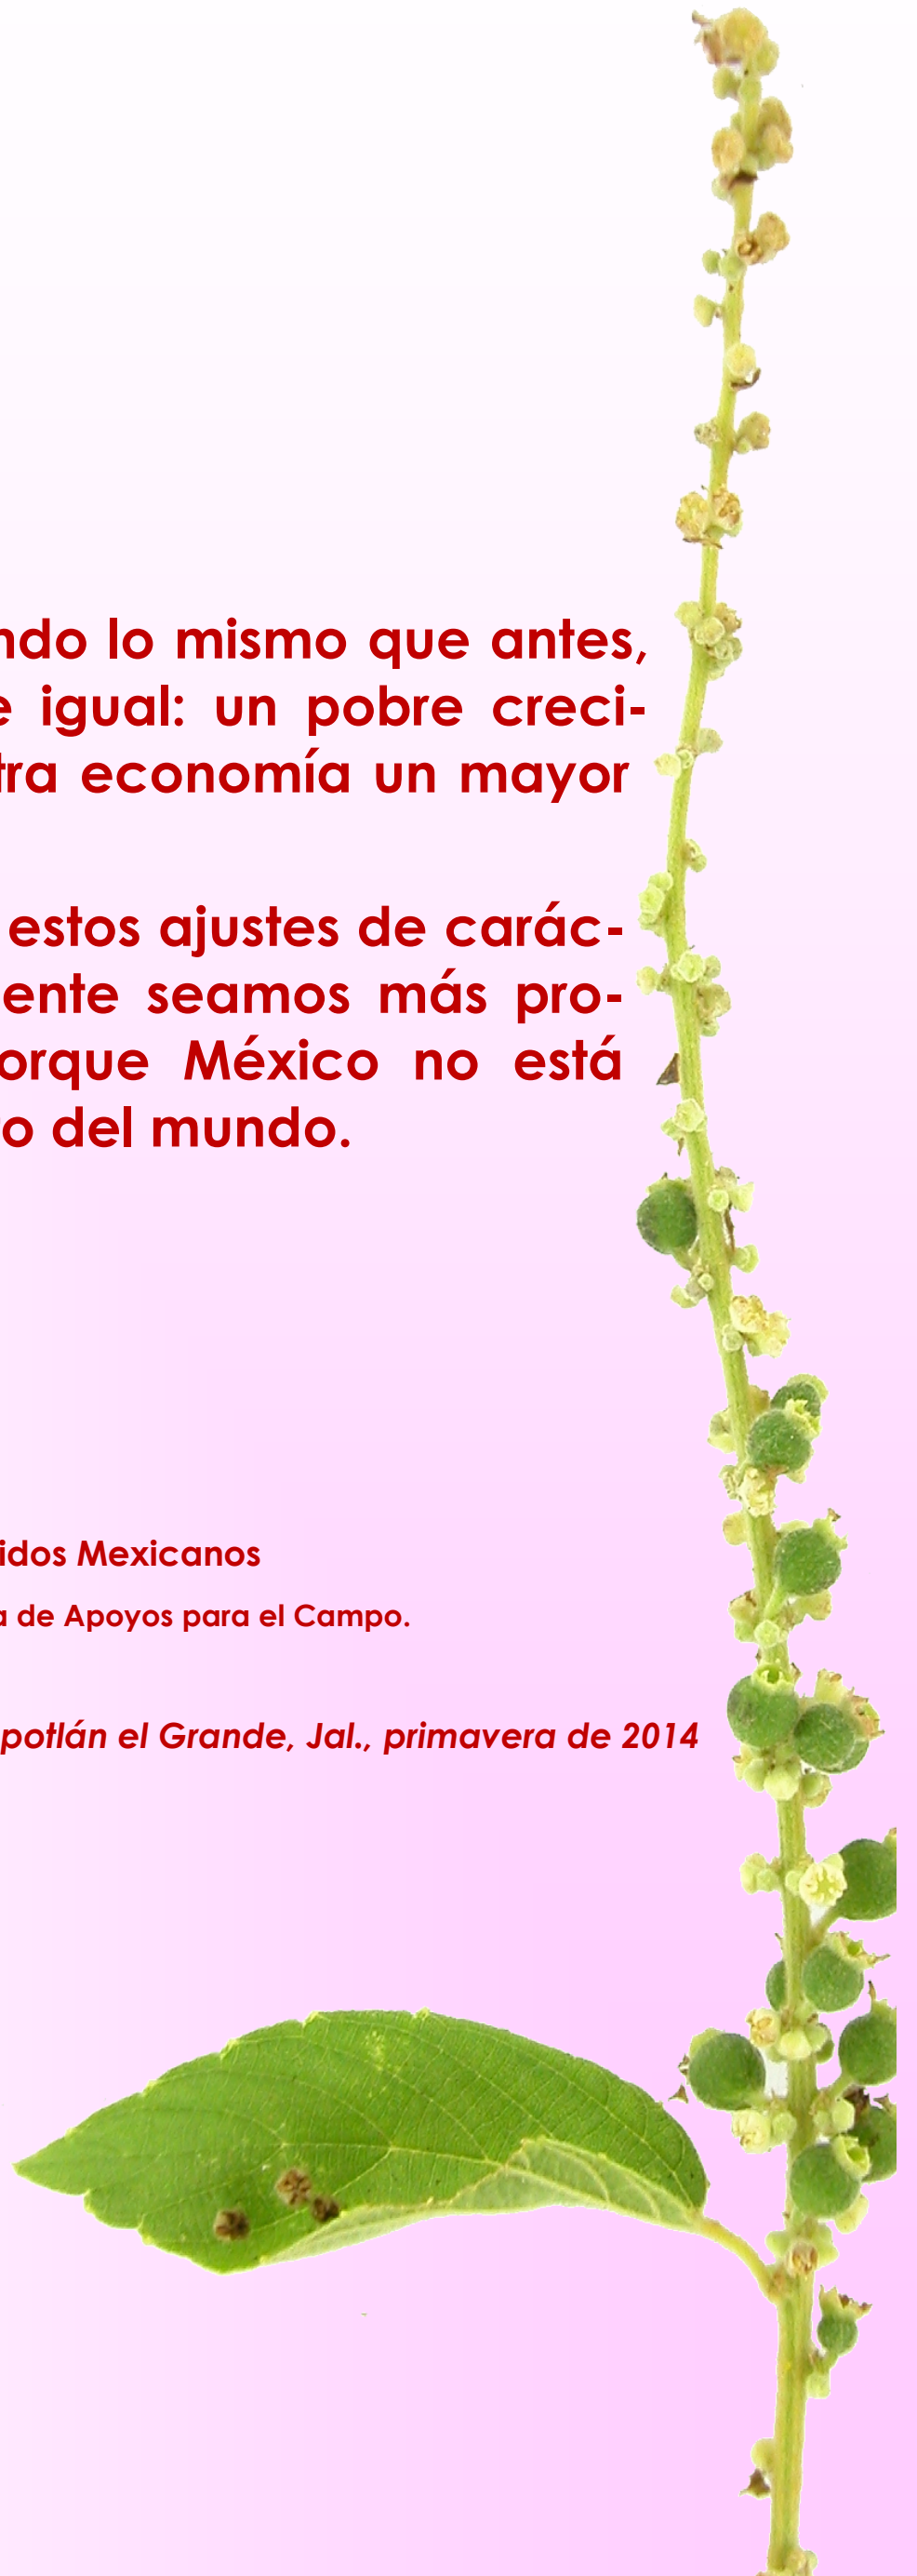 ndo lo mismo que antes,
e igual: un pobre creci-
tra economía un mayor
estos ajustes de carác-
ente seamos más pro-
orque México no está
o del mundo.
idos Mexicanos
a de Apoyos para el Campo.
potlán el Grande, Jal., primavera de 2014